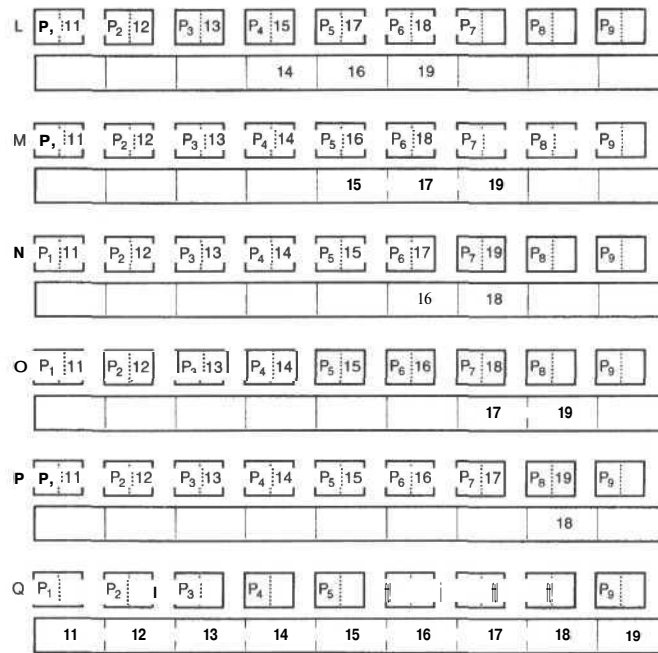 L P, 11 P2 12 P3 13 P4 15 P5 17 P6 18 P7 P8 P9
14 16 19
M P, 11 P2 12 P3 13 P4 14 P5 16 P6 18 P7 P8 P9
15 17 19
N P1 11 P2 12 P3 13 P4 14 P5 15 P6 17 P7 19 P8 P9
16 18
O P1 11 P2 12 13 P4 14 P5 15 P6 16 P7 18 P8 P9
17 19
P P, 11 P2 12 P3 13 P4 14 P5 15 P6 16 P7 17 P8 19 P9
18
Q P1 P2 P3 P4 P5 P9
11 12 13 14 15 16 17 18 19